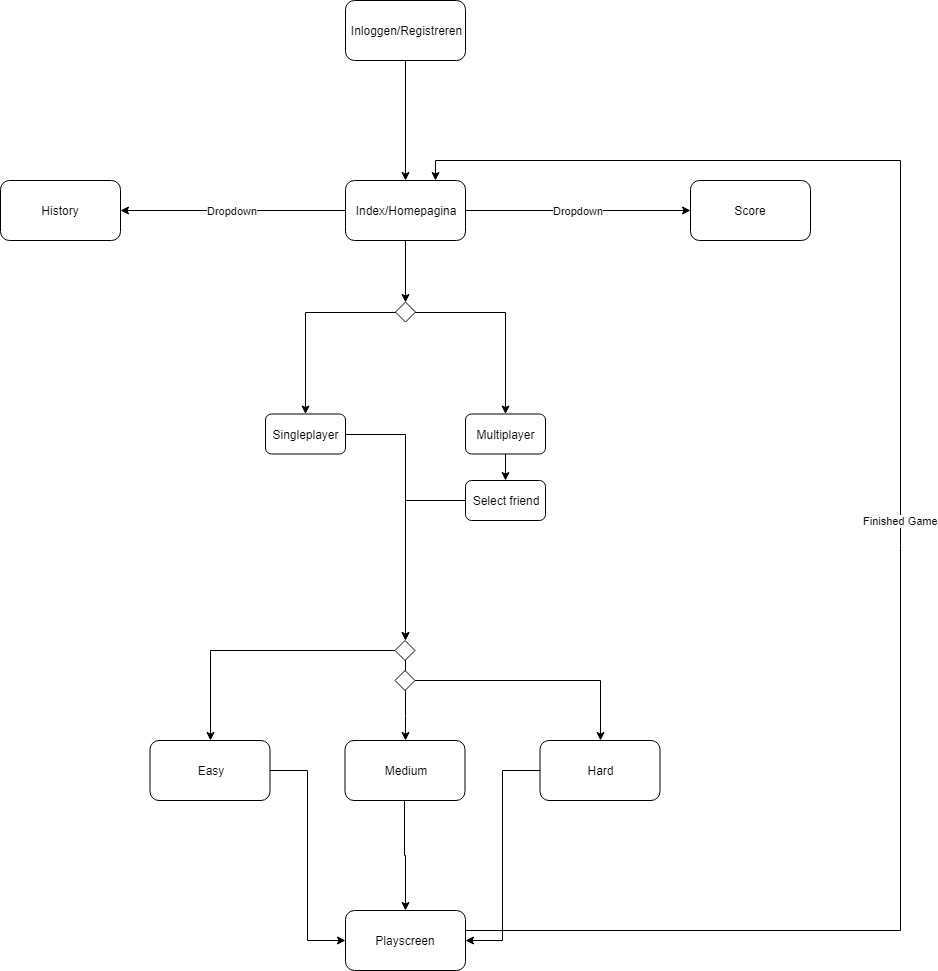 Inloggen/Registreren
History
Dropdown
Index/Homepagina
Dropdown
Score
Singleplayer
Multiplayer
Select friend
Finished Game
Easy
Medium
Hard
Playscreen